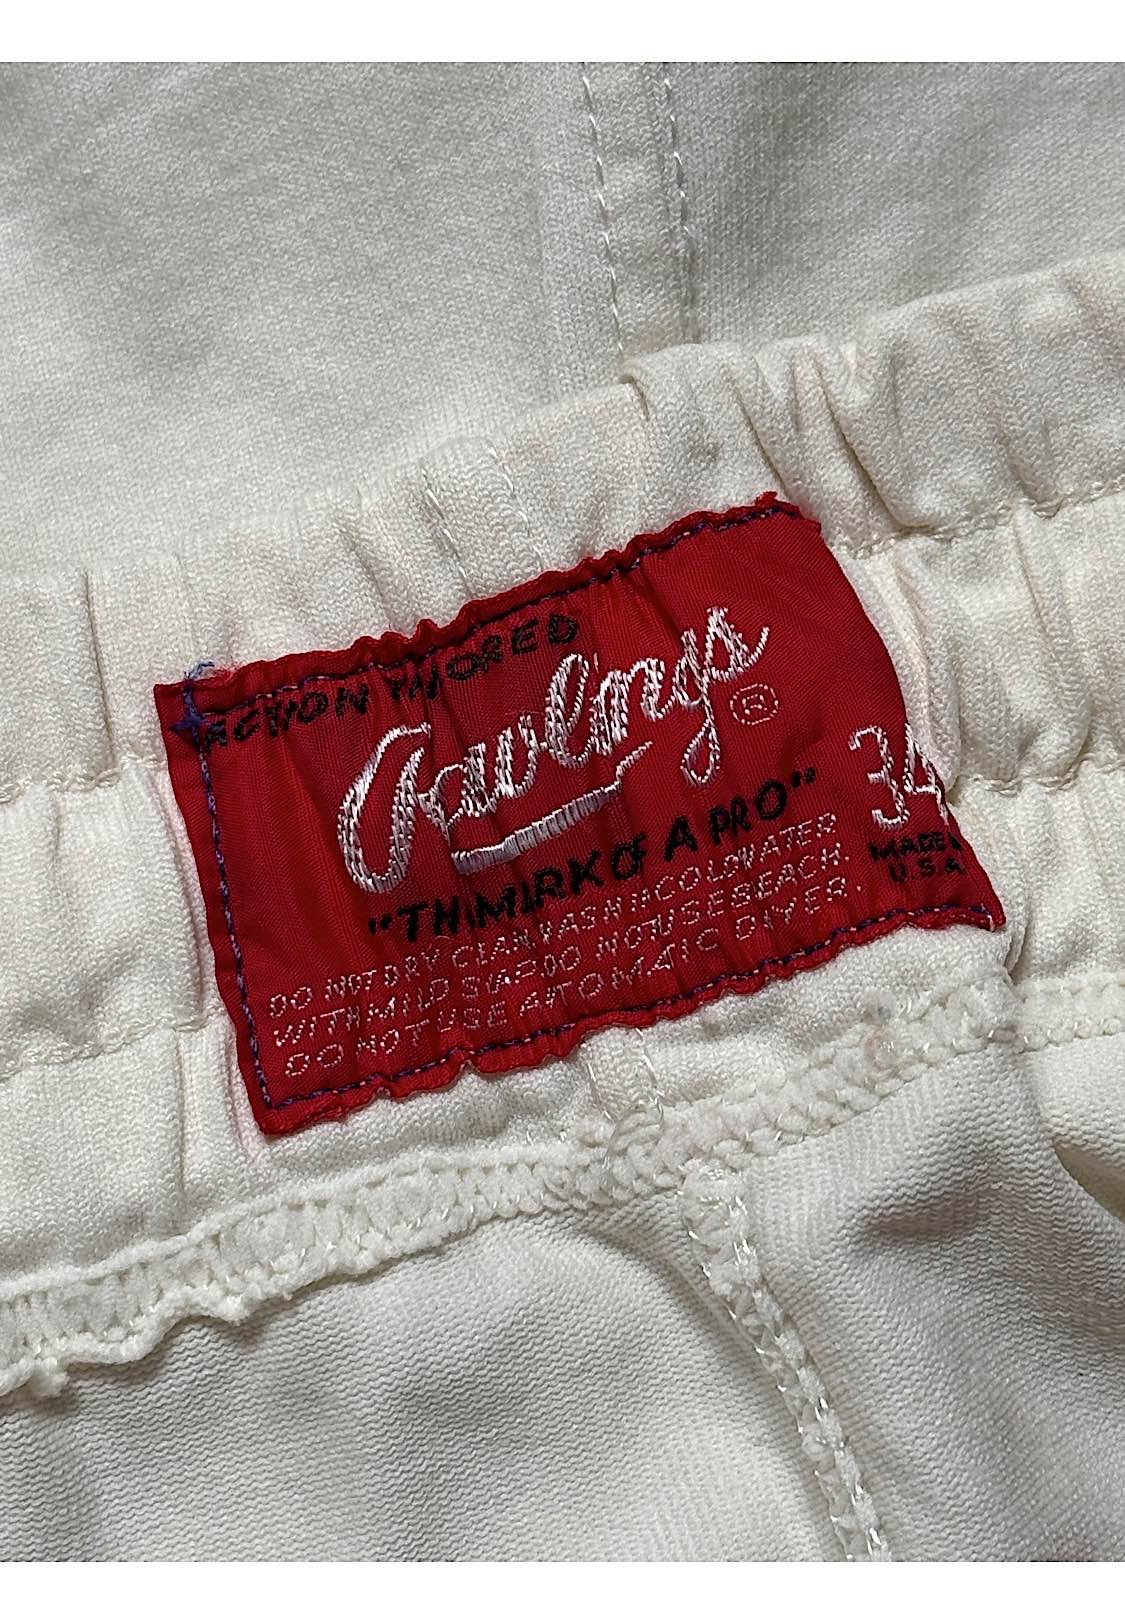 ACTION TAILORED
Rawlings ®
34
"THE MARK OF A PRO"
MADE IN
U.S.A.
DO NOT DRY CLEAN WASH IN COLD WATER
WITH MILD SOAP DO NOT USE BLEACH.
DO NOT USE AUTOMATIC DRYER.